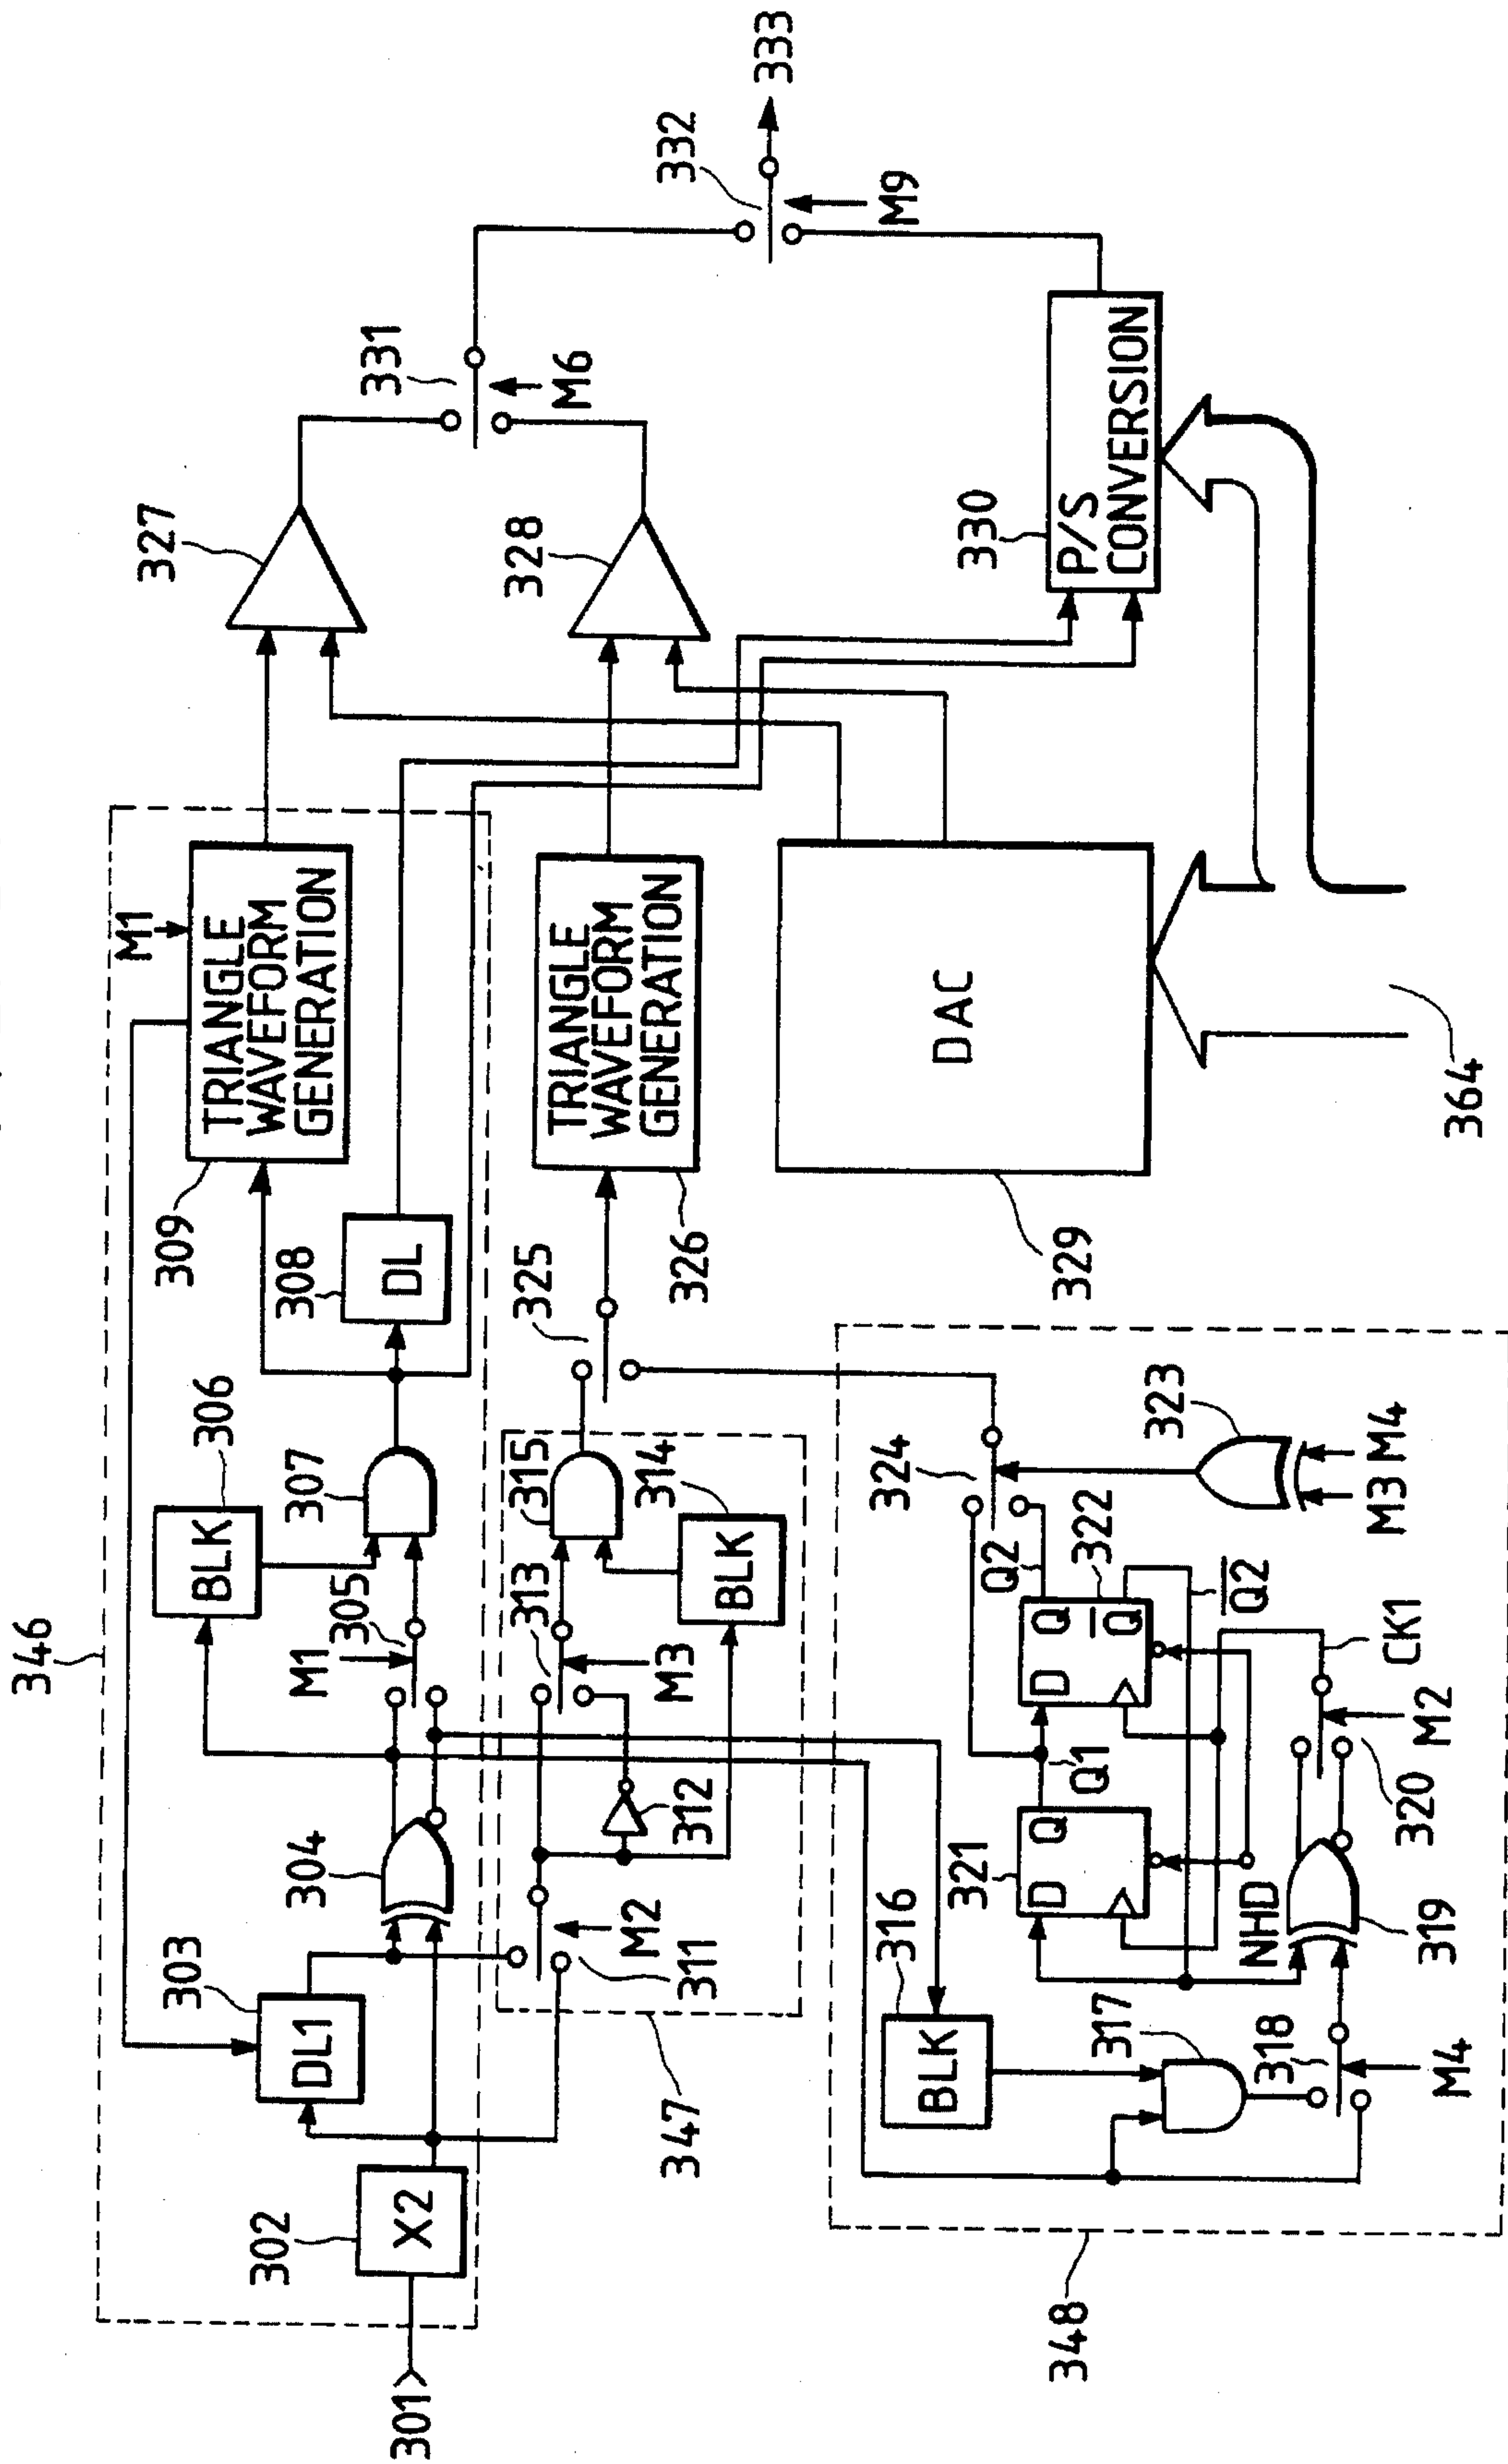 346
301
302
X2
303
DL1
304
M1
305
BLK
306
307
308
DL
309
TRIANGLE
WAVEFORM
GENERATION
M1
327
331
M6
332
M9
333
347
311
M2
312
313
M3
315
314
BLK
325
326
TRIANGLE
WAVEFORM
GENERATION
328
329
DAC
330
P/S
CONVERSION
364
348
316
BLK
317
318
M4
319
NHD
320
M2
CK1
321
D
Q
Q1
D
Q
Q̅
322
Q2
Q̅2̅
324
323
M3
M4